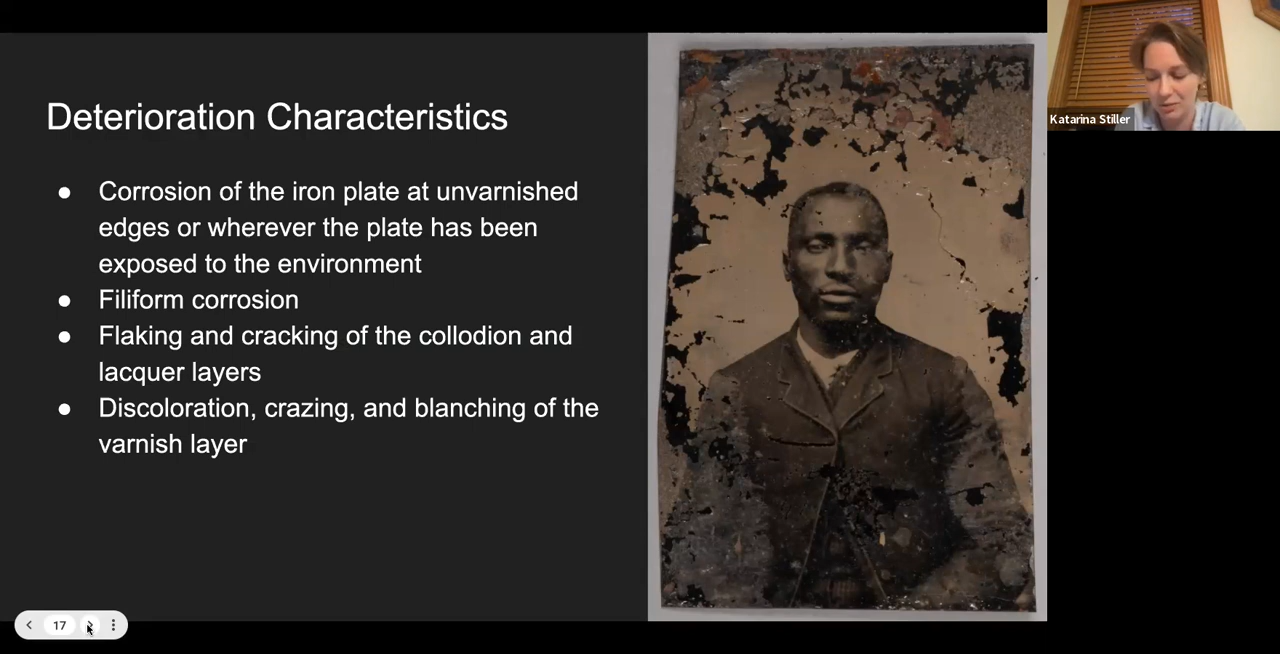 Deterioration Characteristics
● Corrosion of the iron plate at unvarnished
edges or wherever the plate has been
exposed to the environment
● Filiform corrosion
● Flaking and cracking of the collodion and
lacquer layers
● Discoloration, crazing, and blanching of the
varnish layer
Katarina Stiller
17